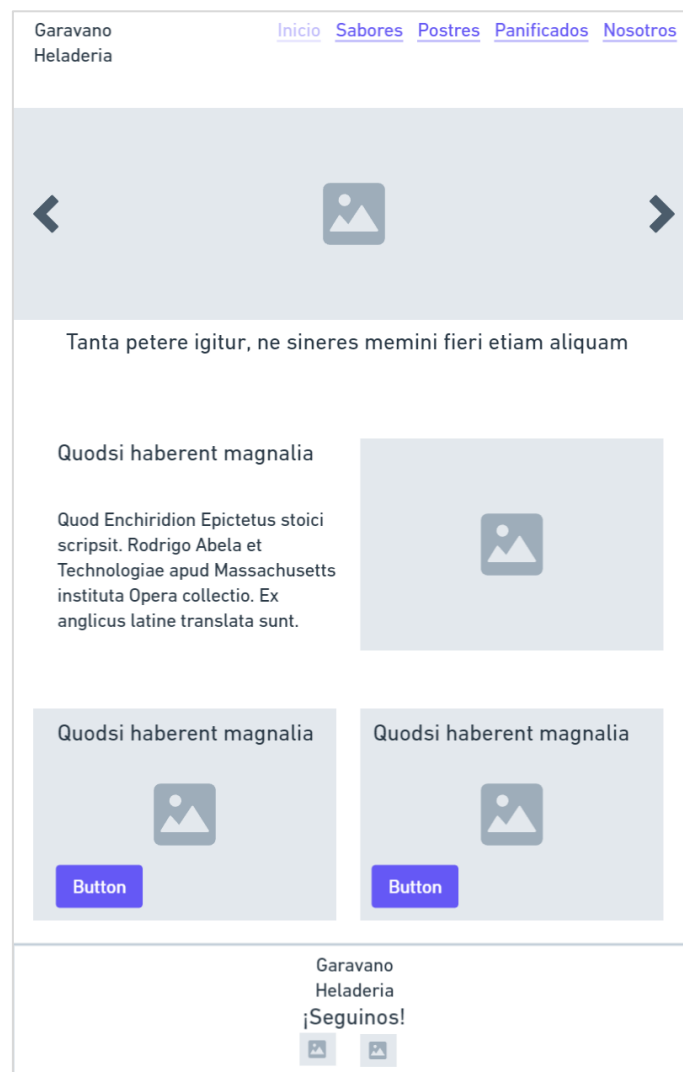 Garavano
Heladeria
Inicio Sabores Postres Panificados Nosotros
Tanta petere igitur, ne sineres memini fieri etiam aliquam
Quodsi haberent magnalia
Quod Enchiridion Epictetus stoici
scripsit. Rodrigo Abela et
Technologiae apud Massachusetts
instituta Opera collectio. Ex
anglicus latine translata sunt.
Quodsi haberent magnalia
Button
Quodsi haberent magnalia
Button
Garavano
Heladeria
¡Seguinos!